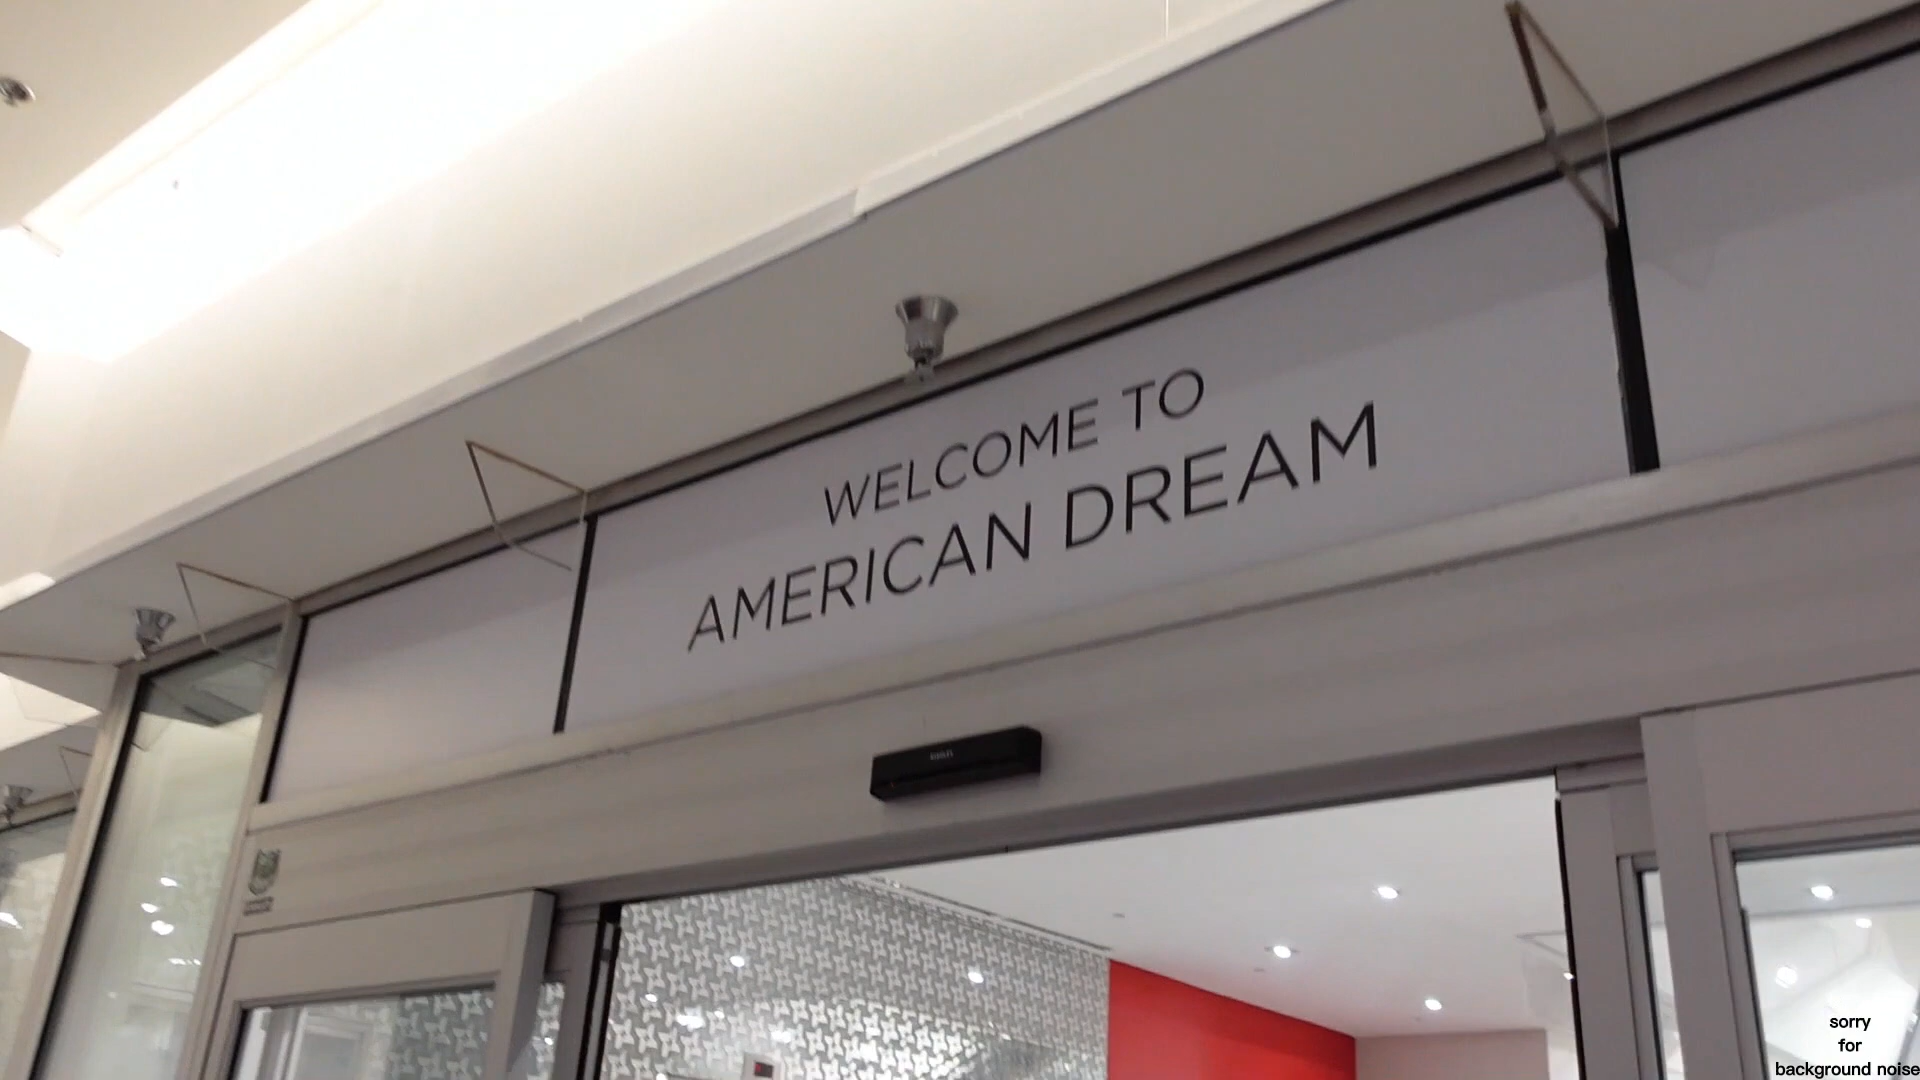 WELCOME TO
AMERICAN DREAM
sorry
for
background noise